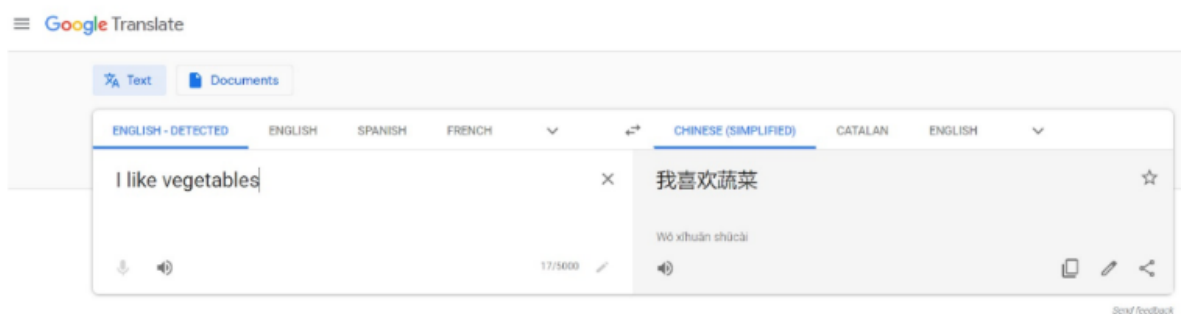 Google Translate
Text Documents
ENGLISH - DETECTED ENGLISH SPANISH FRENCH CHINESE (SIMPLIFIED) CATALAN ENGLISH
I like vegetables 我喜欢蔬菜
Wǒ xǐhuān shūcài
17/5000
Send feedback